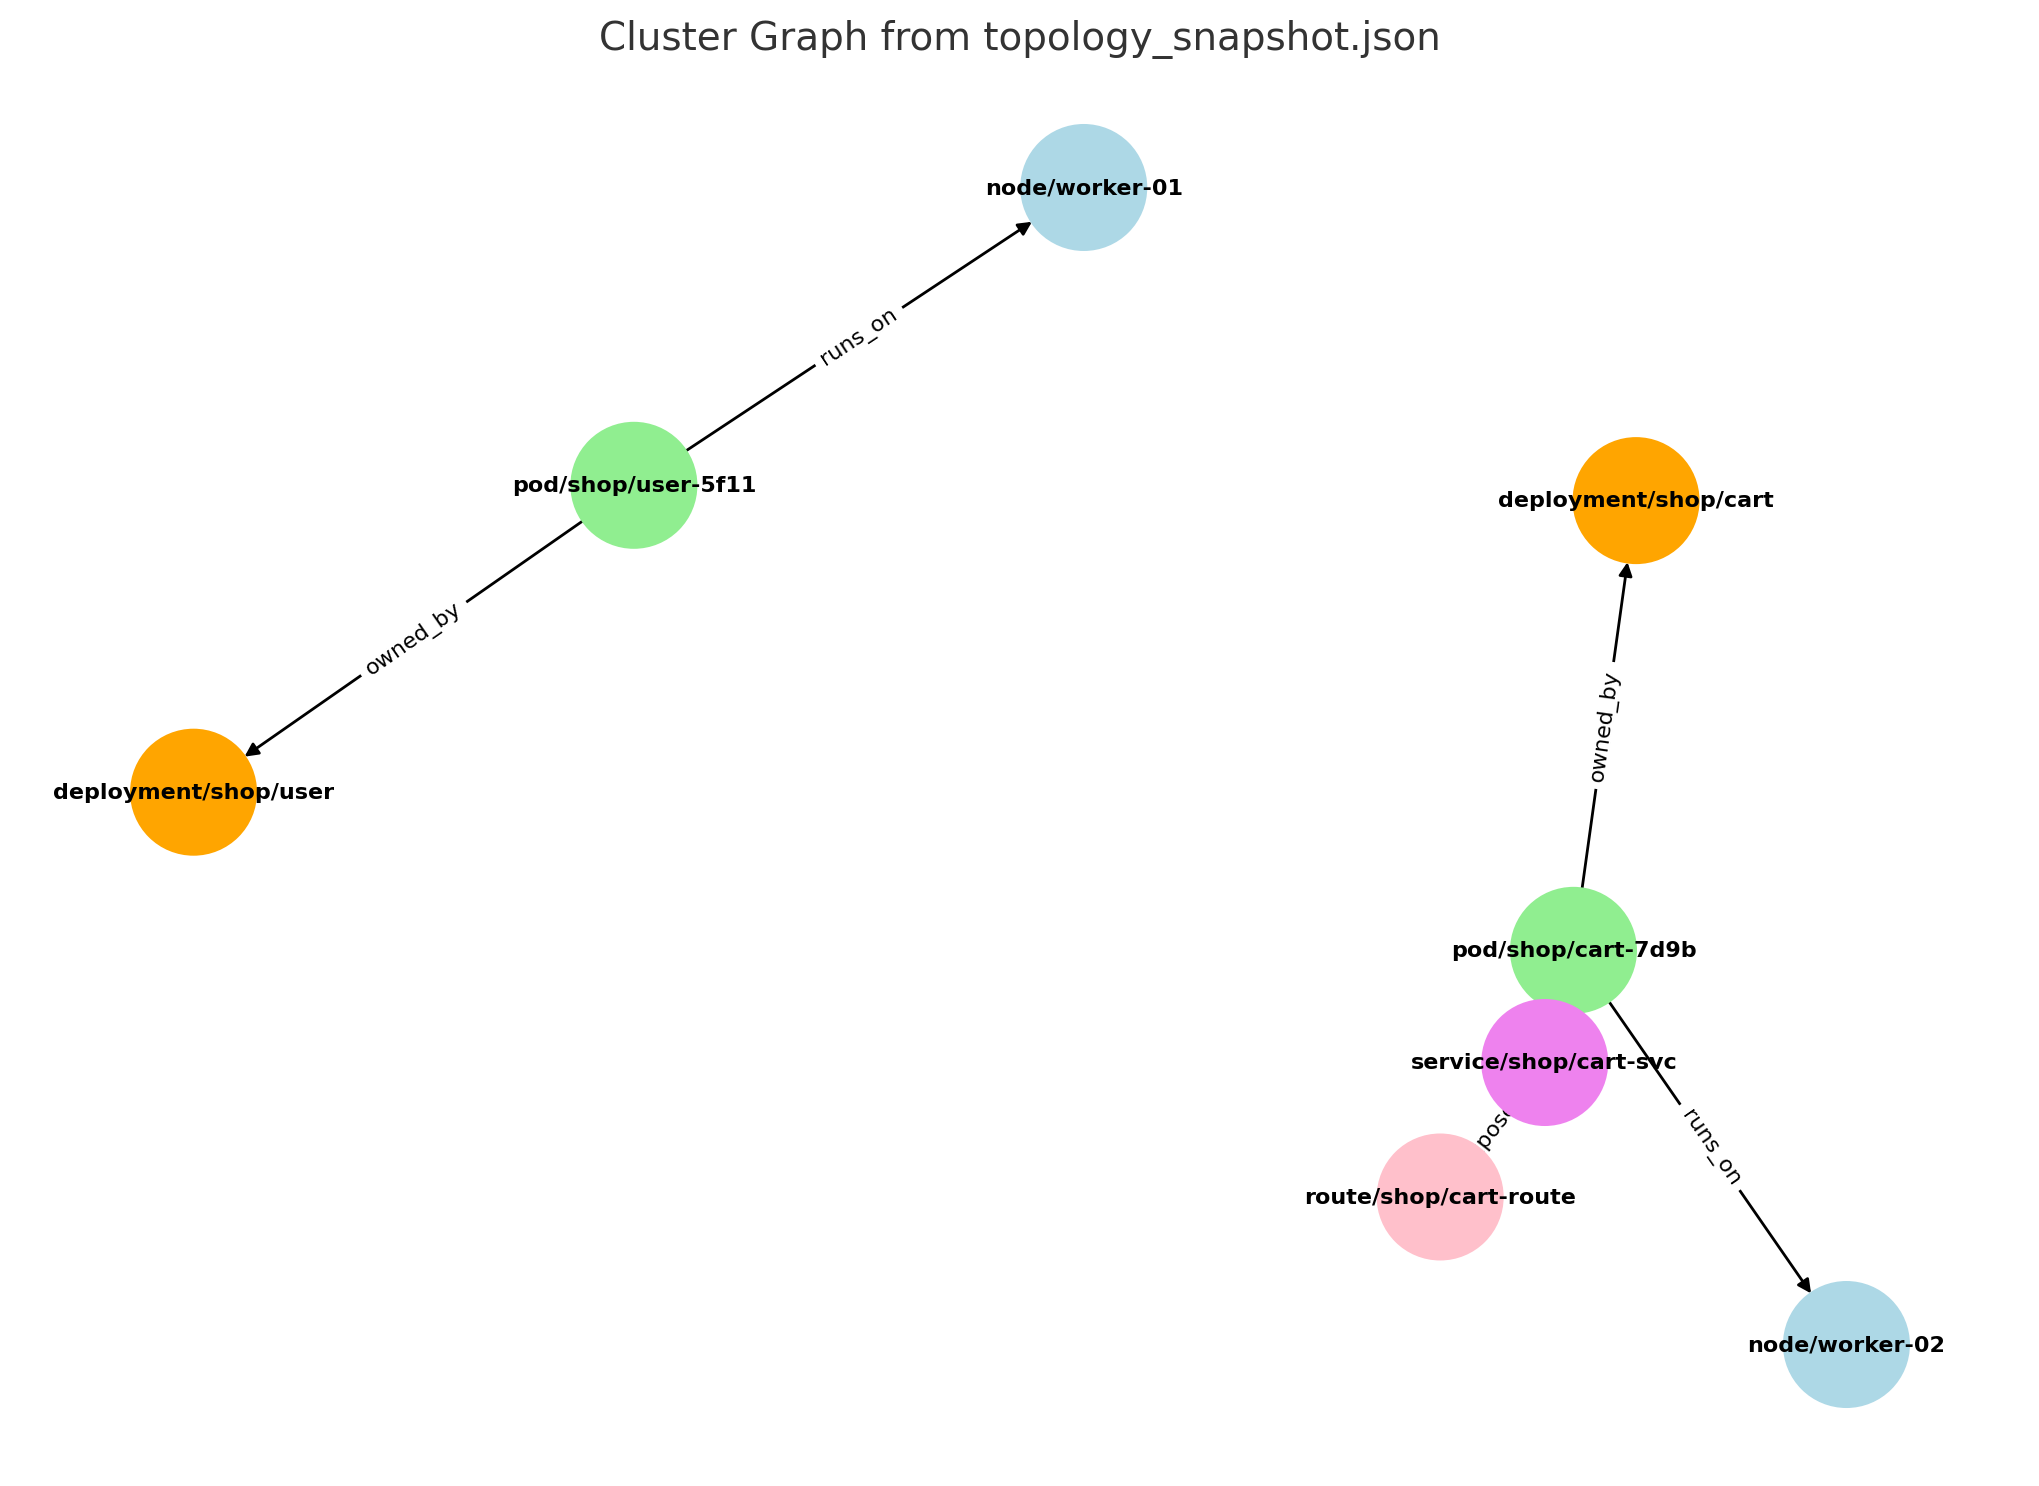 Cluster Graph from topology_snapshot.json
node/worker-01
runs_on
pod/shop/user-5f11
deployment/shop/cart
owned_by
owned_by
deployment/shop/user
pod/shop/cart-7d9b
service/shop/cart-svc
runs_on
route/shop/cart-route
node/worker-02